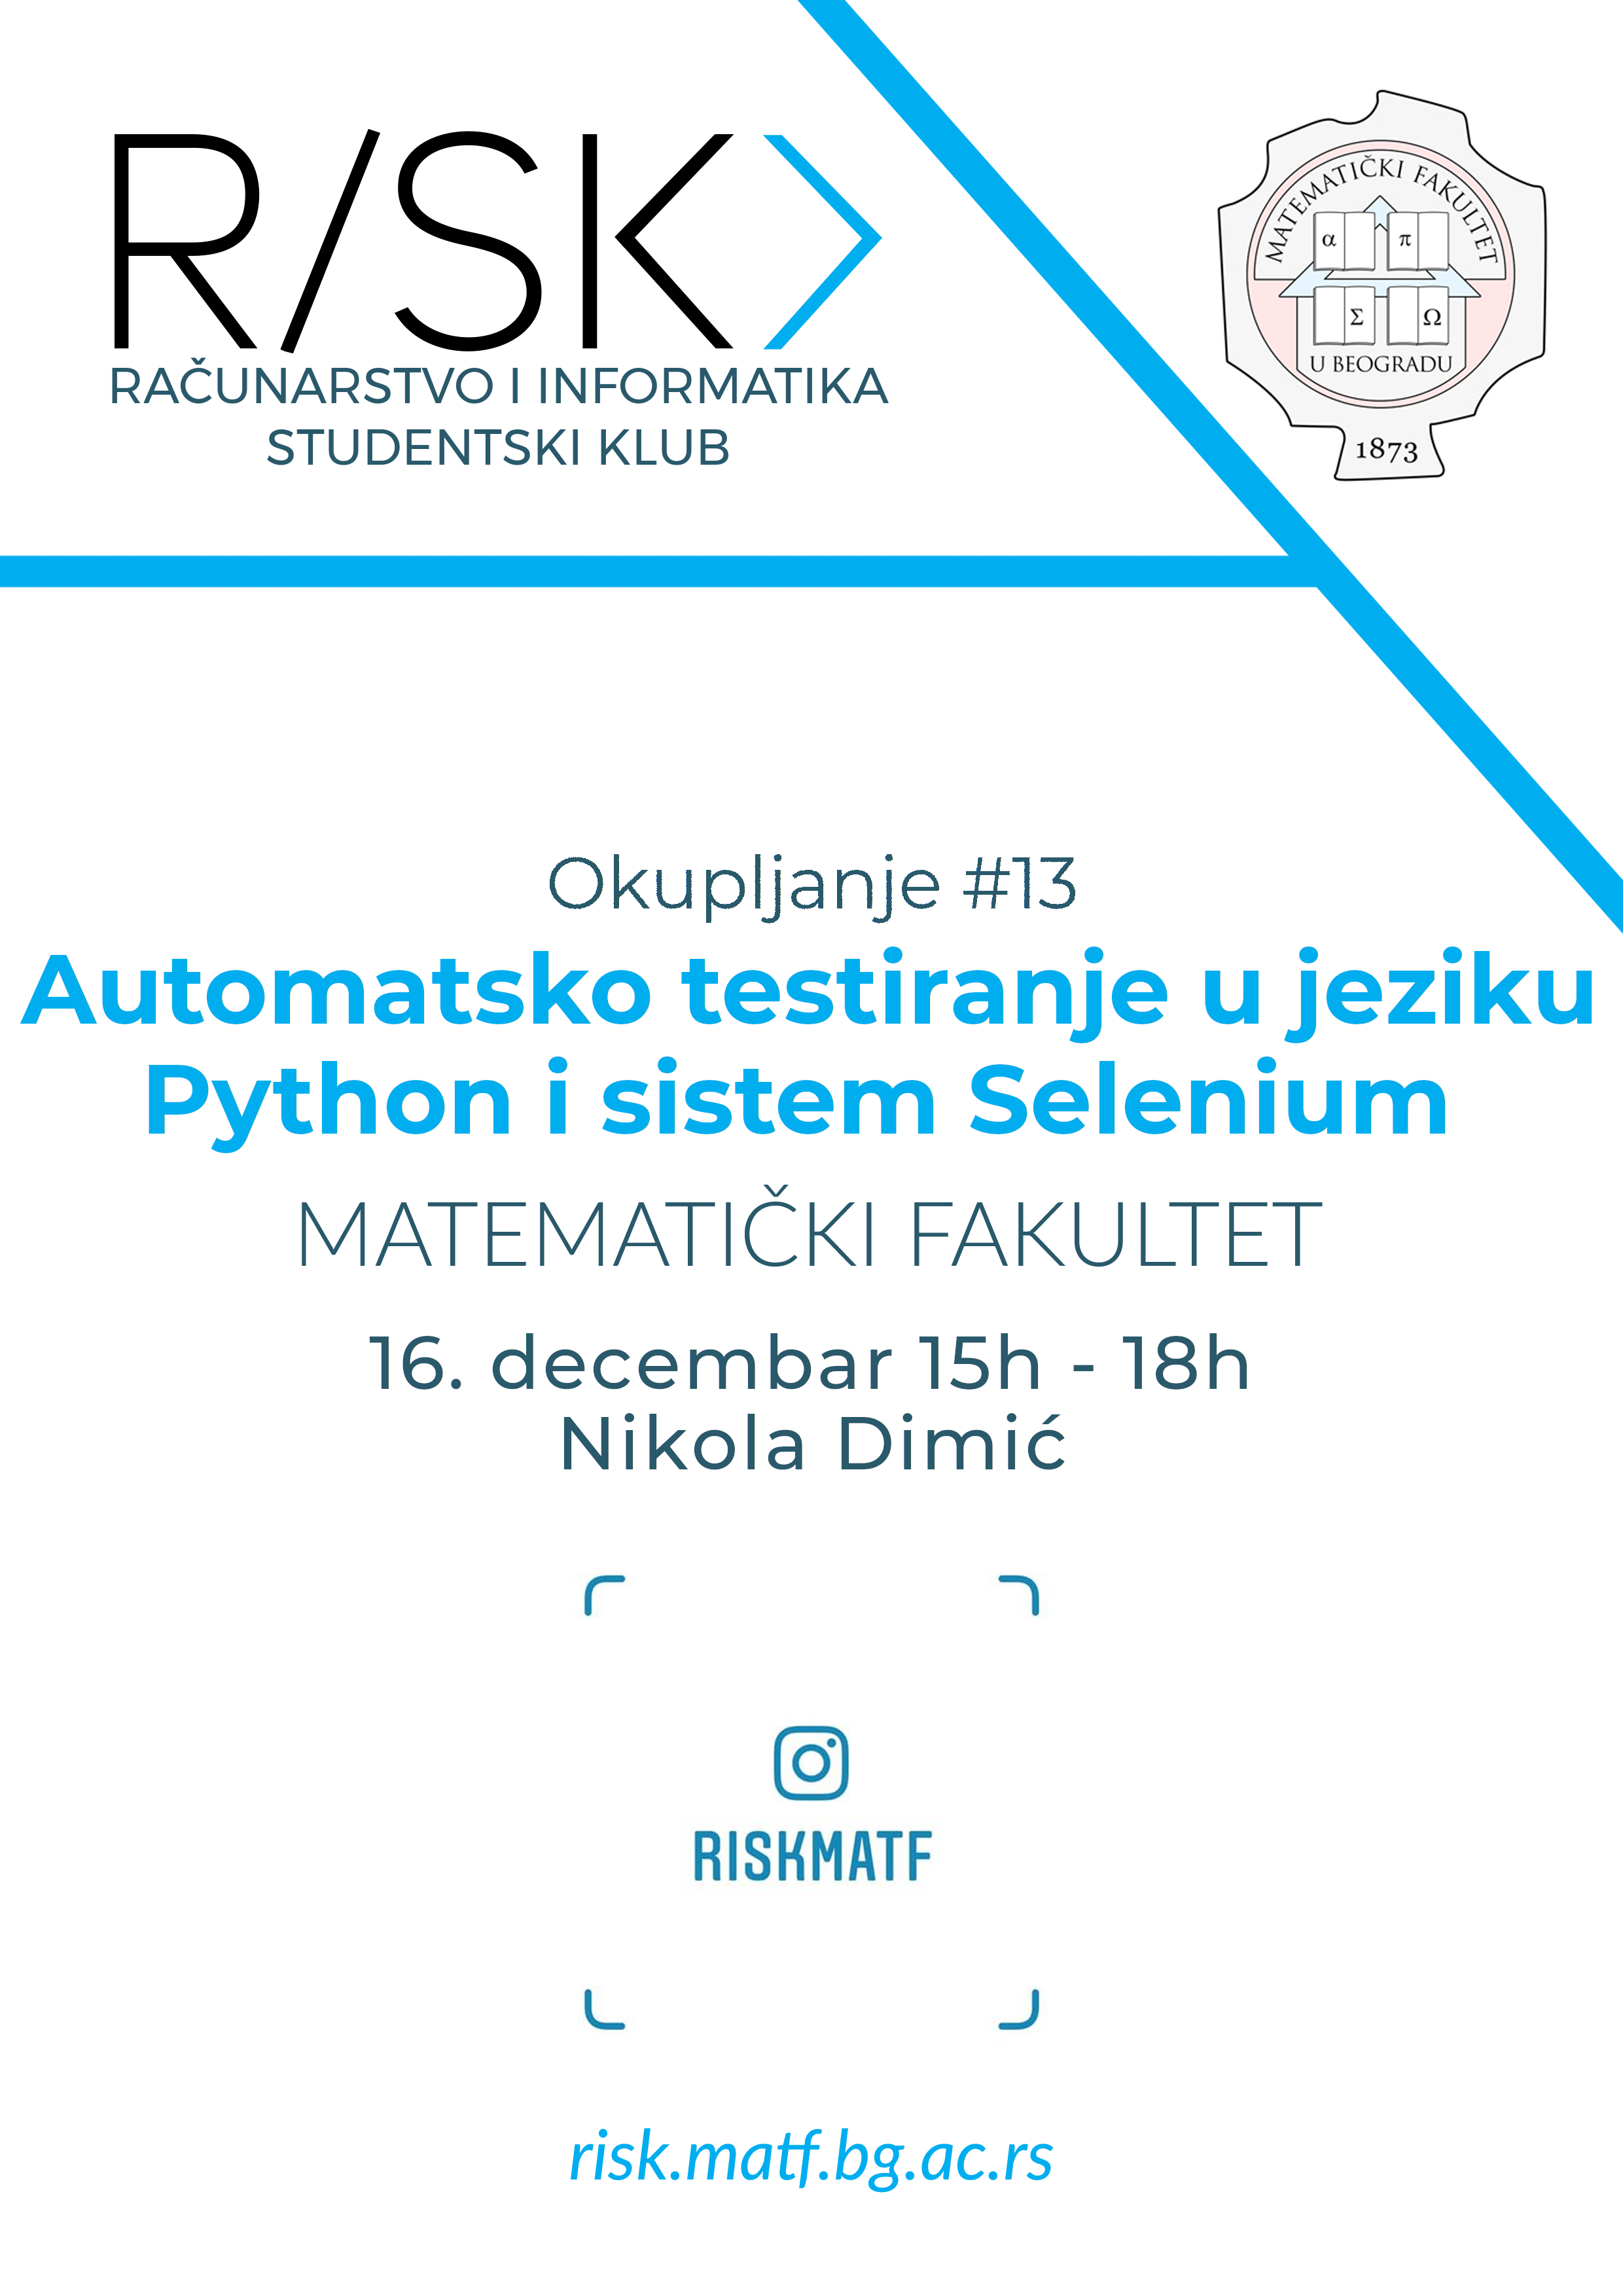 R/SK>
RAČUNARSTVO I INFORMATIKA
STUDENTSKI KLUB
MATEMATIČKI FAKULTET
α π
Σ Ω
U BEOGRADU
1873
Okupljanje #13
Automatsko testiranje u jeziku
Python i sistem Selenium
MATEMATIČKI FAKULTET
16. decembar 15h - 18h
Nikola Dimić
RISKMATF
risk.matf.bg.ac.rs